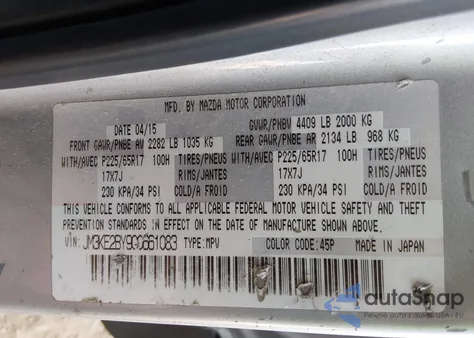 MFD. BY MAZDA MOTOR CORPORATION
DATE 04/15 GVWR/PNBV 4409 LB 2000 KG
FRONT GAWR/PNBE AV 2282 LB 1035 KG REAR GAWR/PNBE AR 2134 LB 968 KG
WITH/AVEC P225/65R17 100H TIRES/PNEUS WITH/AVEC P225/65R17 100H TIRES/PNEUS
17X7J RIMS/JANTES 17X7J RIMS/JANTES
230 KPA/34 PSI COLD/A FROID 230 KPA/34 PSI COLD/A FROID
THIS VEHICLE CONFORMS TO ALL APPLICABLE FEDERAL MOTOR VEHICLE SAFETY AND
THEFT PREVENTION STANDARDS IN EFFECT ON THE DATE OF MANUFACTURE SHOWN ABOVE.
VIN: JM3KE2BY9G0661083 TYPE: MPV COLOR CODE: 45P MADE IN JAPAN
autoSnap